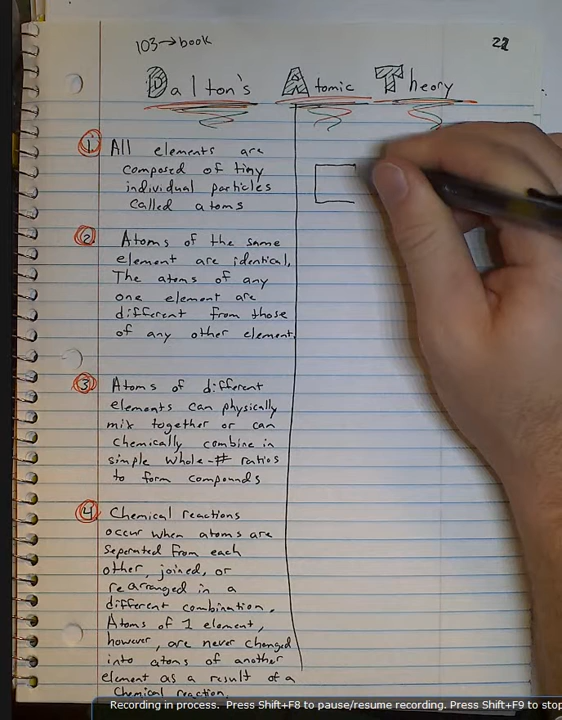 103→book
22
Dalton's Atomic Theory
1. All elements are
composed of tiny
individual particles
called atoms
2. Atoms of the same
element are identical.
The atoms of any
one element are
different from those
of any other element.
3 Atoms of different
elements can physically
mix together or can
chemically combine in
simple whole-# ratios
to form compounds
4 Chemical reactions
occur when atoms are
seperated from each
other, joined, or
rearranged in a
different combination.
Atoms of 1 element,
however, are never changed
into atoms of another
element as a result of a
Chemical reaction.
Recording in process. Press Shift+F8 to pause/resume recording. Press Shift+F9 to stop